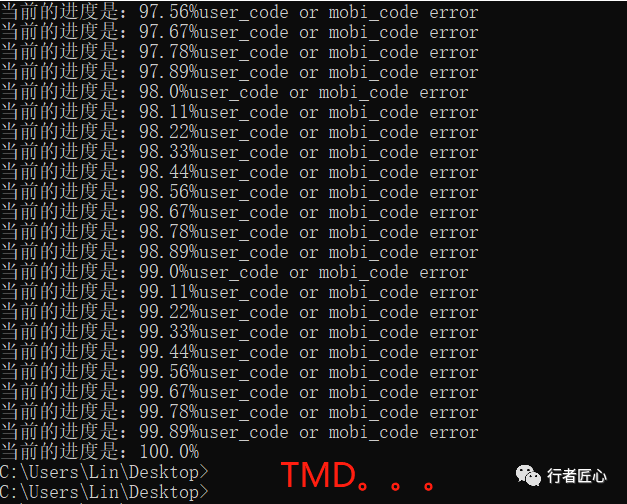 当前的进度是：97.56%user_code or mobi_code error
当前的进度是：97.67%user_code or mobi_code error
当前的进度是：97.78%user_code or mobi_code error
当前的进度是：97.89%user_code or mobi_code error
当前的进度是：98.0%user_code or mobi_code error
当前的进度是：98.11%user_code or mobi_code error
当前的进度是：98.22%user_code or mobi_code error
当前的进度是：98.33%user_code or mobi_code error
当前的进度是：98.44%user_code or mobi_code error
当前的进度是：98.56%user_code or mobi_code error
当前的进度是：98.67%user_code or mobi_code error
当前的进度是：98.78%user_code or mobi_code error
当前的进度是：98.89%user_code or mobi_code error
当前的进度是：99.0%user_code or mobi_code error
当前的进度是：99.11%user_code or mobi_code error
当前的进度是：99.22%user_code or mobi_code error
当前的进度是：99.33%user_code or mobi_code error
当前的进度是：99.44%user_code or mobi_code error
当前的进度是：99.56%user_code or mobi_code error
当前的进度是：99.67%user_code or mobi_code error
当前的进度是：99.78%user_code or mobi_code error
当前的进度是：99.89%user_code or mobi_code error
当前的进度是：100.0%
C:\Users\Lin\Desktop>
TMD。。。
行者匠心
C:\Users\Lin\Desktop>